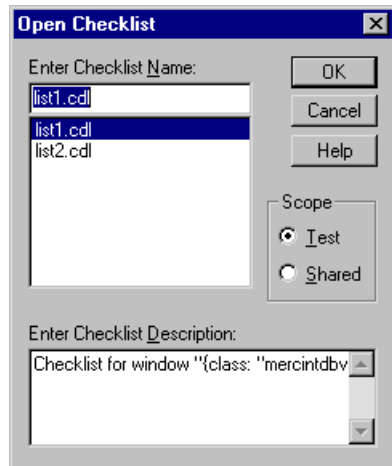 Open Checklist
Enter Checklist Name:
list1.cdl
list1.cdl
list2.cdl
OK
Cancel
Help
Scope
Test
Shared
Enter Checklist Description:
Checklist for window "{class: "mercintdbv